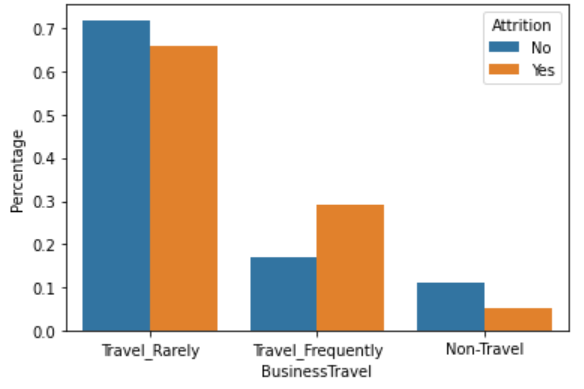 Attrition
No
Yes
Percentage
0.7
0.6
0.5
0.4
0.3
0.2
0.1
0.0
Travel_Rarely
Travel_Frequently
Non-Travel
BusinessTravel